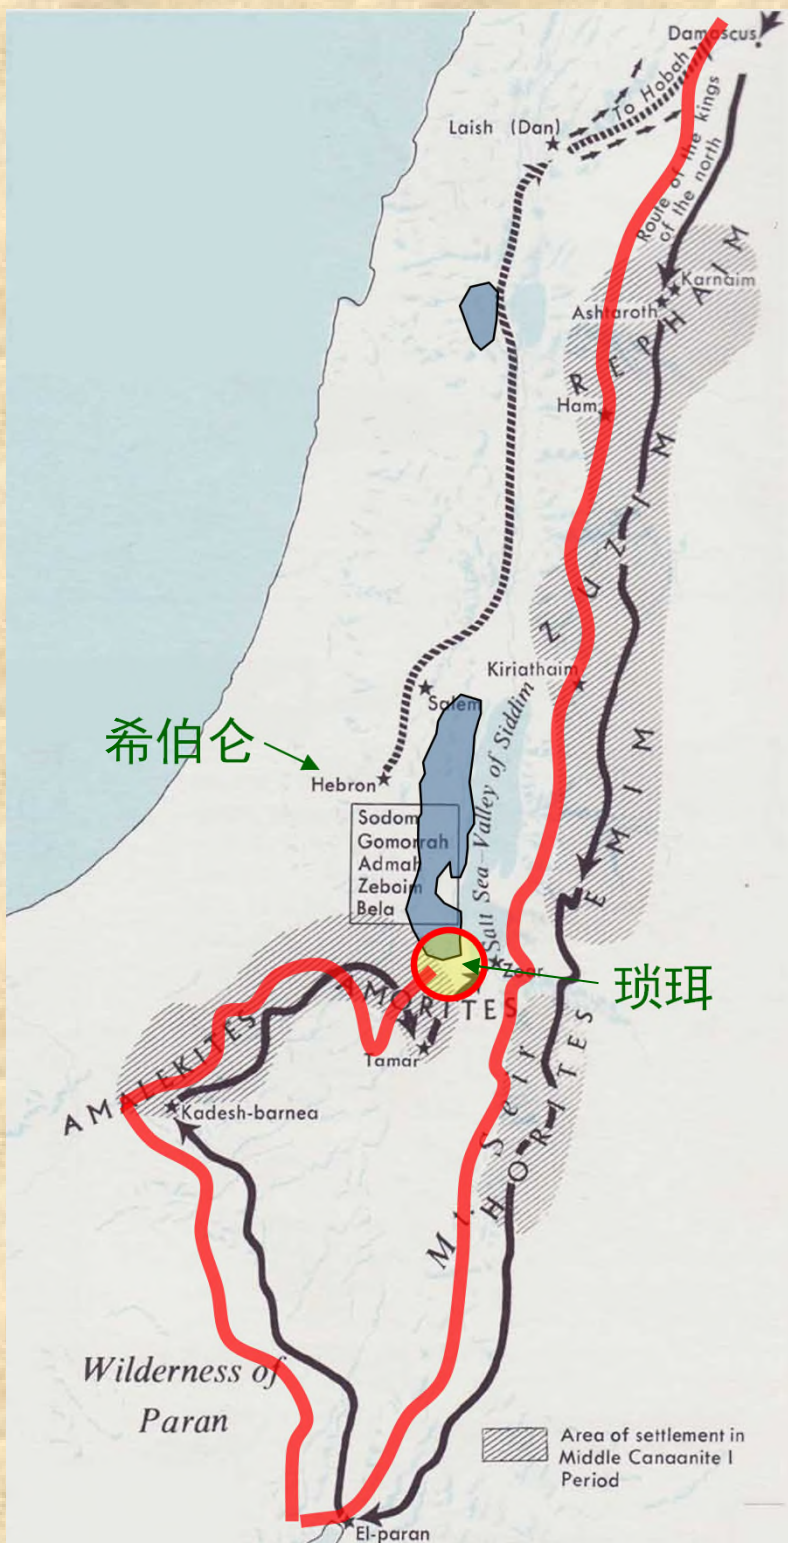 Damascus
To Hobah
Laish (Dan)
Route of the kings
of the north
Karnaim
Ashtaroth
REPHAIM
Ham
ZUZIM
Kiriathaim
Salem
希伯仑
Hebron
Sodom
Gomorrah
Admah
Zeboim
Bela
Salt Sea–Valley of Siddim
EMIM
Zoar
琐珥
AMORITES
Tamar
AMALEKITES
Kadesh-barnea
Mt. Seir
HORITES
Wilderness of
Paran
Area of settlement in
Middle Canaanite I
Period
El-paran